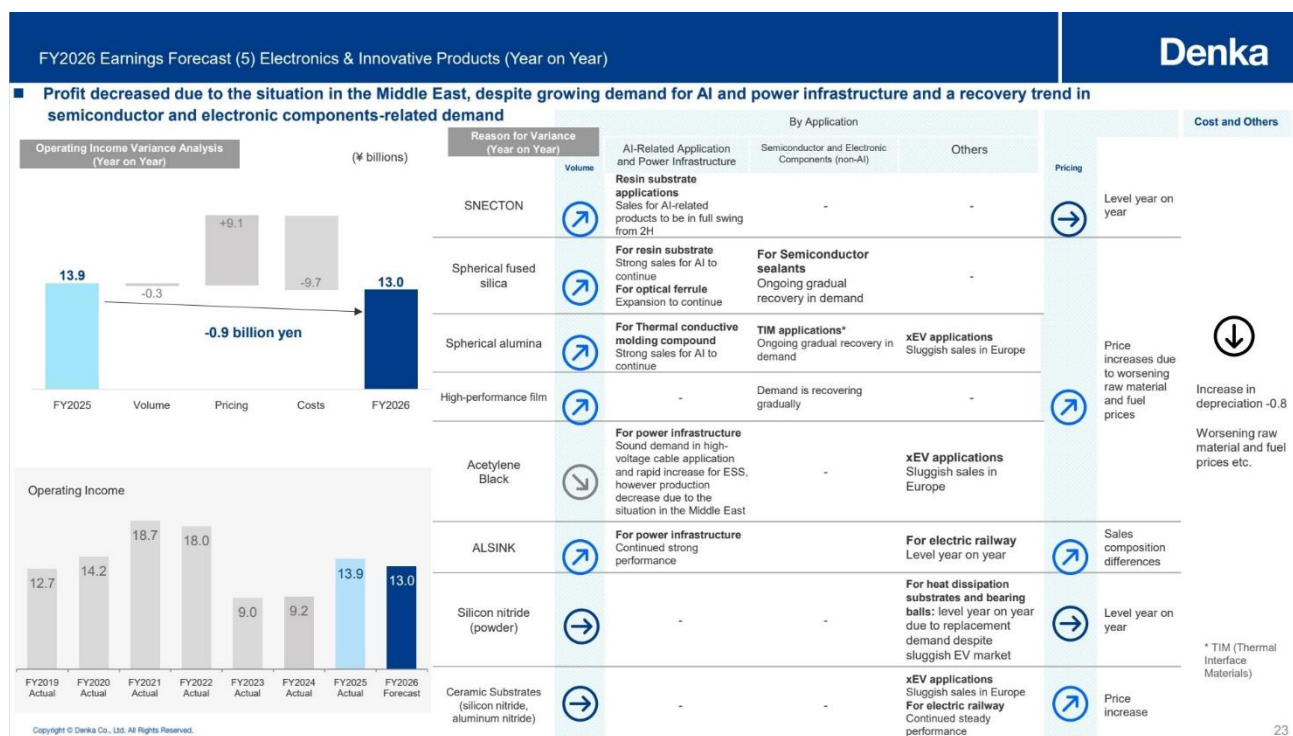 FY2026 Earnings Forecast (5) Electronics & Innovative Products (Year on Year)
Denka
■ Profit decreased due to the situation in the Middle East, despite growing demand for AI and power infrastructure and a recovery trend in
semiconductor and electronic components-related demand
Operating Income Variance Analysis
(Year on Year)
(¥ billions)
13.9
-0.3
+9.1
-9.7
13.0
-0.9 billion yen
FY2025
Volume
Pricing
Costs
FY2026
Operating Income
12.7
14.2
18.7
18.0
9.0
9.2
13.9
13.0
FY2019
Actual
FY2020
Actual
FY2021
Actual
FY2022
Actual
FY2023
Actual
FY2024
Actual
FY2025
Actual
FY2026
Forecast
Reason for Variance
(Year on Year)
Volume
By Application
AI-Related Application
and Power Infrastructure
Semiconductor and Electronic
Components (non-AI)
Others
Pricing
Cost and Others
SNECTON
Resin substrate
applications
Sales for AI-related
products to be in full swing
from 2H
-
-
Level year on
year
Spherical fused
silica
For resin substrate
Strong sales for AI to
continue
For optical ferrule
Expansion to continue
For Semiconductor
sealants
Ongoing gradual
recovery in demand
-
Spherical alumina
For Thermal conductive
molding compound
Strong sales for AI to
continue
TIM applications*
Ongoing gradual recovery in
demand
xEV applications
Sluggish sales in Europe
Price
increases due
to worsening
raw material
and fuel
prices
High-performance film
-
Demand is recovering
gradually
-
Acetylene
Black
For power infrastructure
Sound demand in high-
voltage cable application
and rapid increase for ESS,
however production
decrease due to the
situation in the Middle East
-
xEV applications
Sluggish sales in
Europe
ALSINK
For power infrastructure
Continued strong
performance
For electric railway
Level year on year
Sales
composition
differences
Silicon nitride
(powder)
-
-
For heat dissipation
substrates and bearing
balls: level year on year
due to replacement
demand despite
sluggish EV market
Level year on
year
Ceramic Substrates
(silicon nitride,
aluminum nitride)
-
-
xEV applications
Sluggish sales in Europe
For electric railway
Continued steady
performance
Price
increase
Increase in
depreciation -0.8
Worsening raw
material and fuel
prices etc.
* TIM (Thermal
Interface
Materials)
Copyright © Denka Co., Ltd. All Rights Reserved.
23